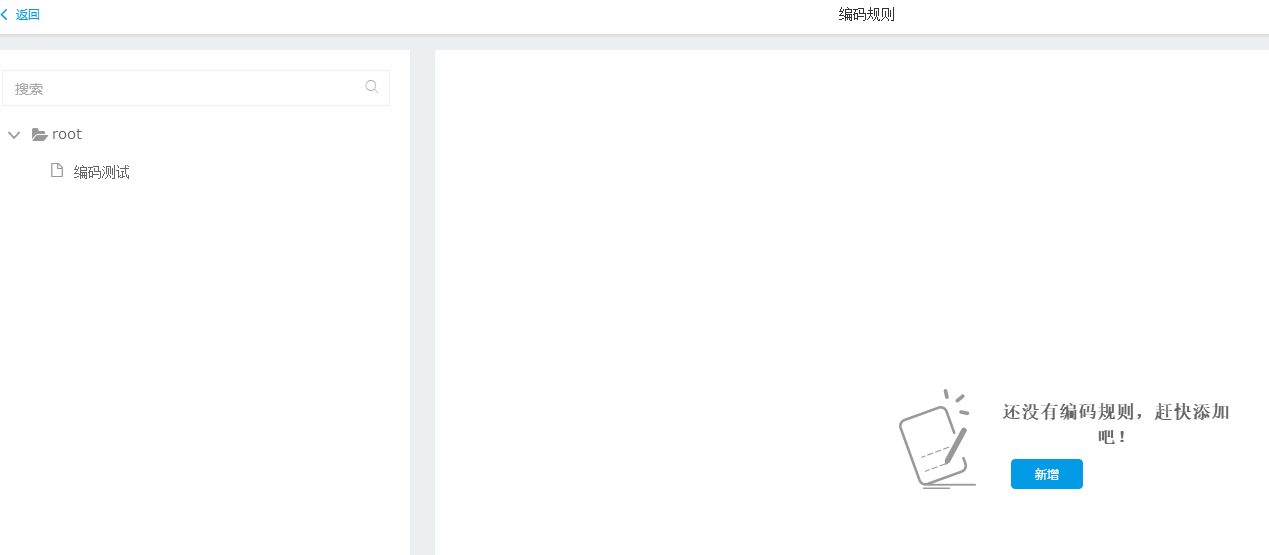 返回
编码规则
搜索
root
编码测试
还没有编码规则，赶快添加
吧！
新增